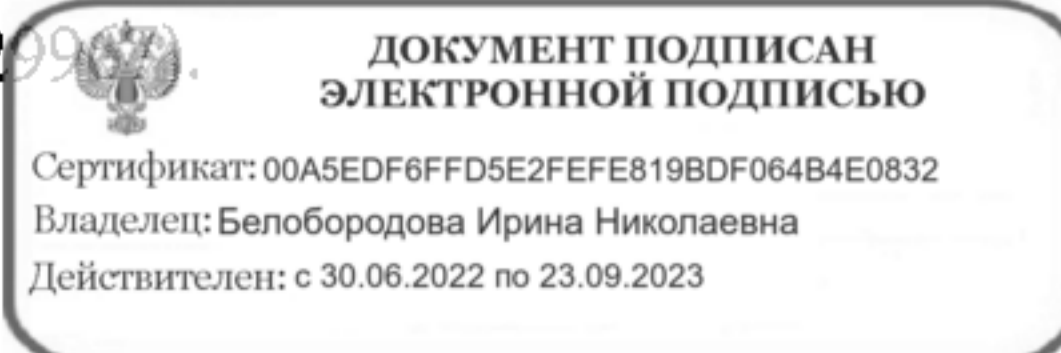 ДОКУМЕНТ ПОДПИСАН
ЭЛЕКТРОННОЙ ПОДПИСЬЮ
Сертификат: 00A5EDF6FFD5E2FEFE819BDF064B4E0832
Владелец: Белобородова Ирина Николаевна
Действителен: с 30.06.2022 по 23.09.2023